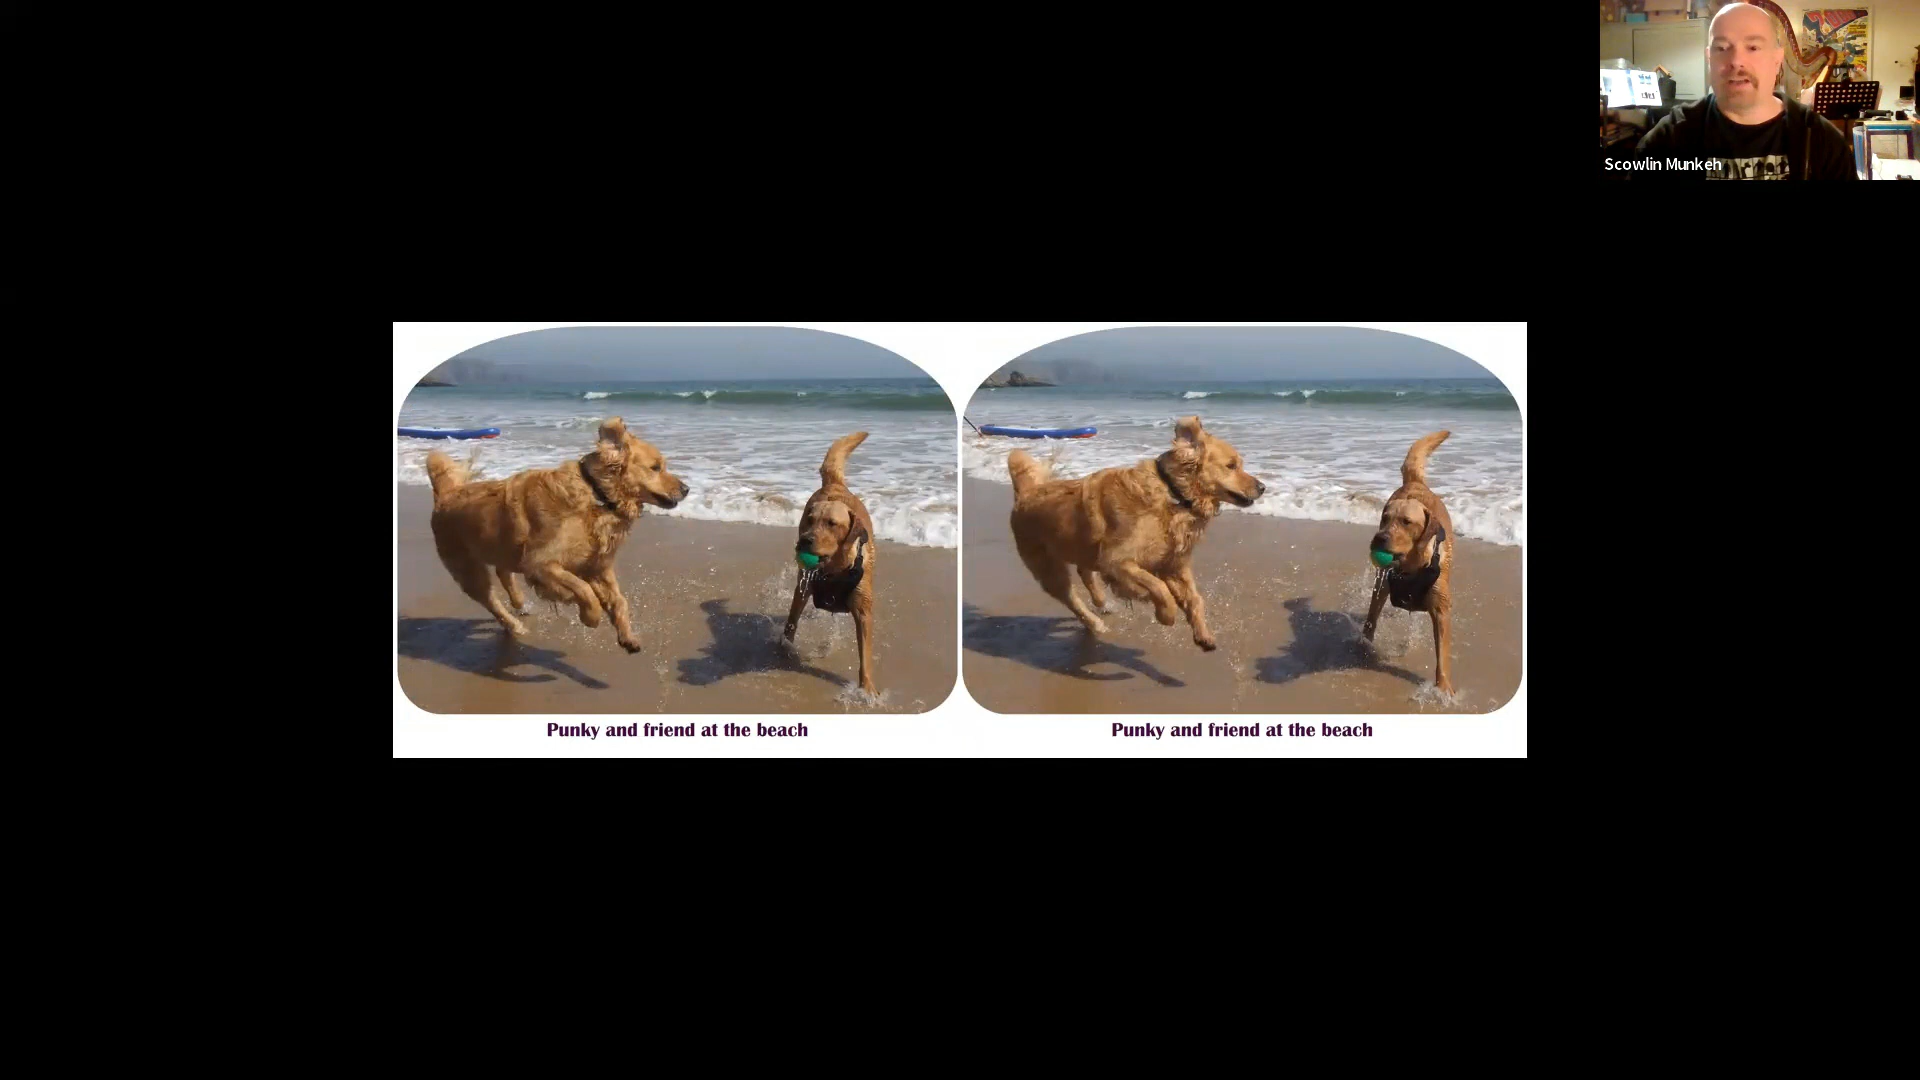 Scowlin Munkeh
Punky and friend at the beach
Punky and friend at the beach